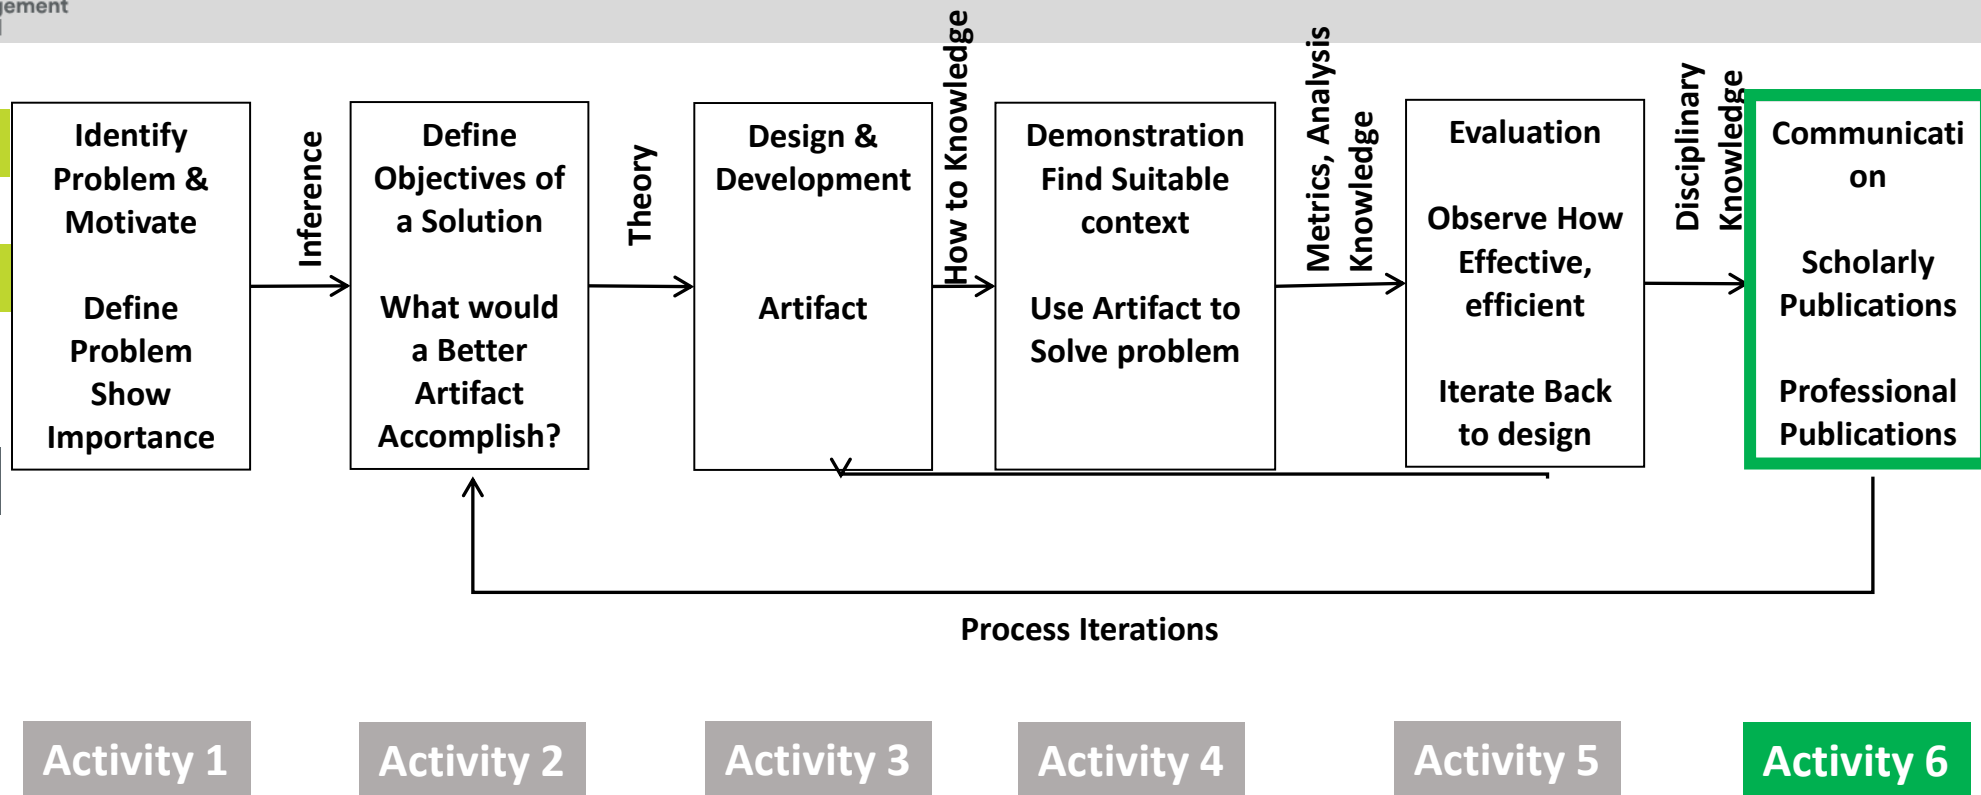 Identify
Problem &
Motivate
Define
Problem
Show
Importance
Inference
Define
Objectives of
a Solution
What would
a Better
Artifact
Accomplish?
Theory
Design &
Development
Artifact
How to Knowledge
Demonstration
Find Suitable
context
Use Artifact to
Solve problem
Metrics, Analysis
Knowledge
Evaluation
Observe How
Effective,
efficient
Iterate Back
to design
Disciplinary
Knowledge
Communicati
on
Scholarly
Publications
Professional
Publications
Process Iterations
Activity 1
Activity 2
Activity 3
Activity 4
Activity 5
Activity 6